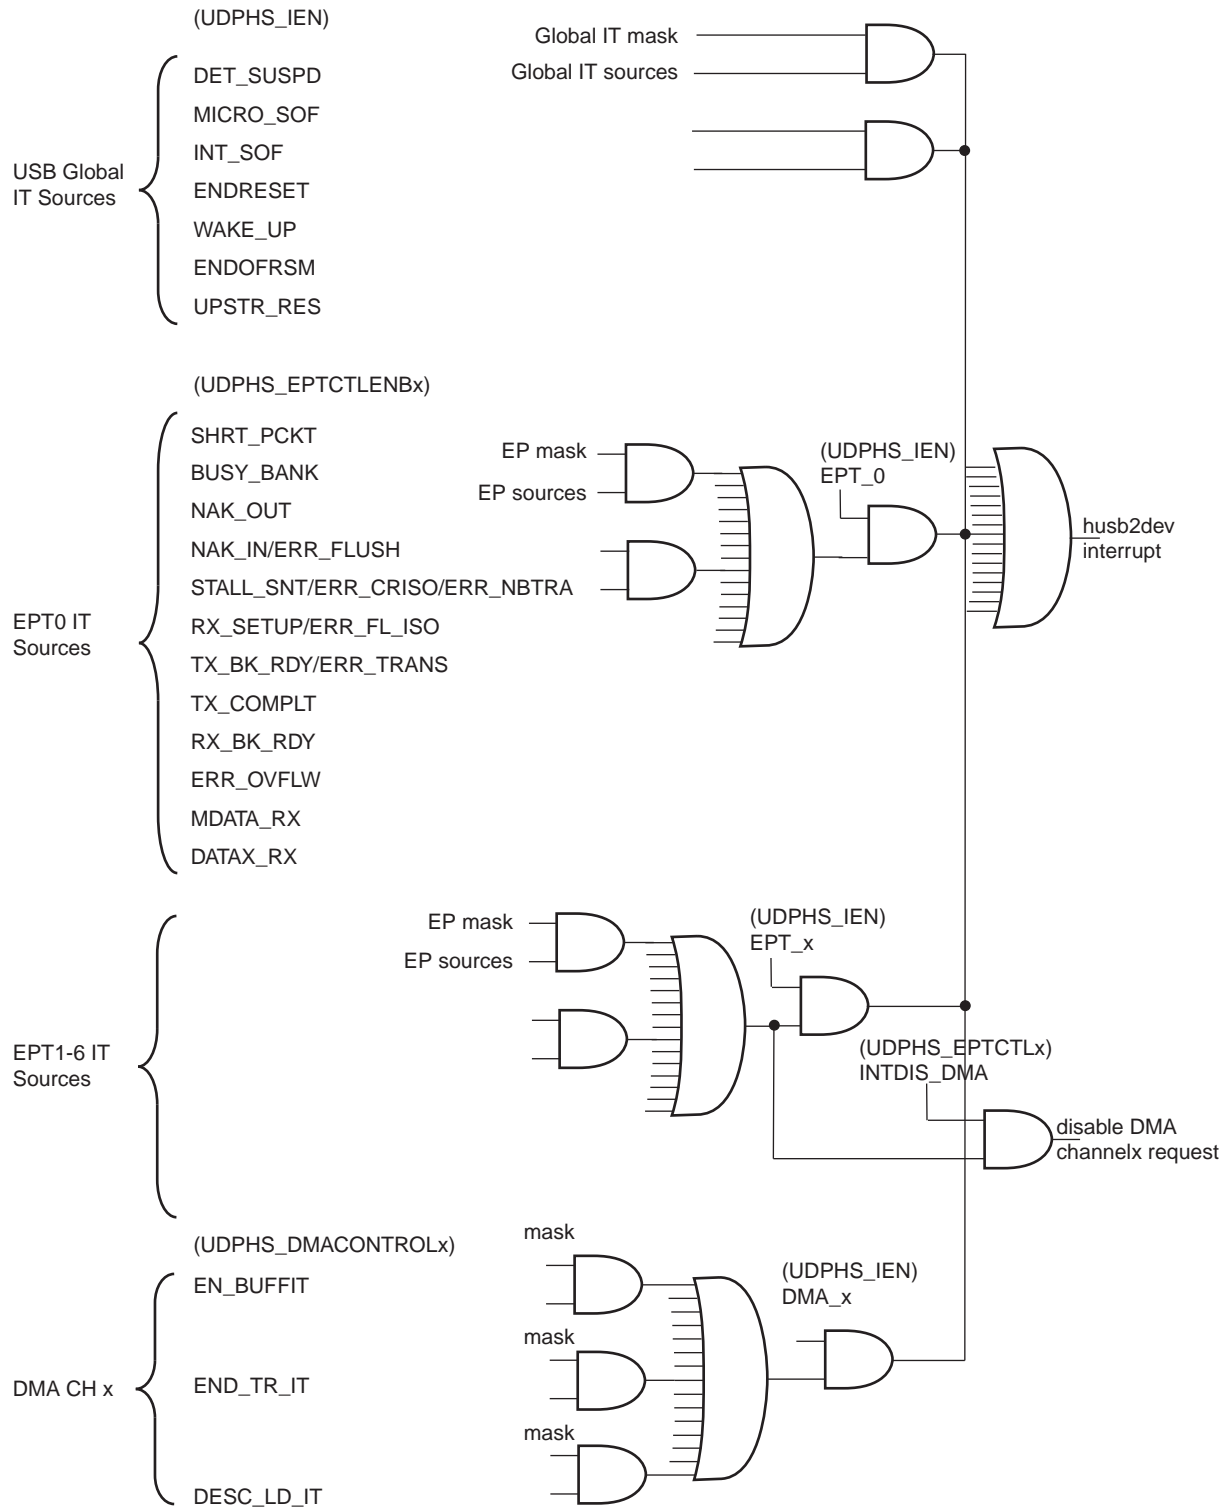 (UDPHS_IEN)
Global IT mask
Global IT sources
DET_SUSPD
MICRO_SOF
INT_SOF
USB Global
IT Sources
ENDRESET
WAKE_UP
ENDOFRSM
UPSTR_RES
(UDPHS_EPTCTLENBx)
SHRT_PCKT
BUSY_BANK
NAK_OUT
NAK_IN/ERR_FLUSH
STALL_SNT/ERR_CRISO/ERR_NBTRA
EPT0 IT
Sources
RX_SETUP/ERR_FL_ISO
TX_BK_RDY/ERR_TRANS
TX_COMPLT
RX_BK_RDY
ERR_OVFLW
MDATA_RX
DATAX_RX
EP mask
EP sources
(UDPHS_IEN)
EPT_0
husb2dev
interrupt
EP mask
EP sources
(UDPHS_IEN)
EPT_x
EPT1-6 IT
Sources
(UDPHS_EPTCTLx)
INTDIS_DMA
disable DMA
channelx request
(UDPHS_DMACONTROLx)
mask
EN_BUFFIT
(UDPHS_IEN)
DMA_x
mask
DMA CH x
END_TR_IT
mask
DESC_LD_IT